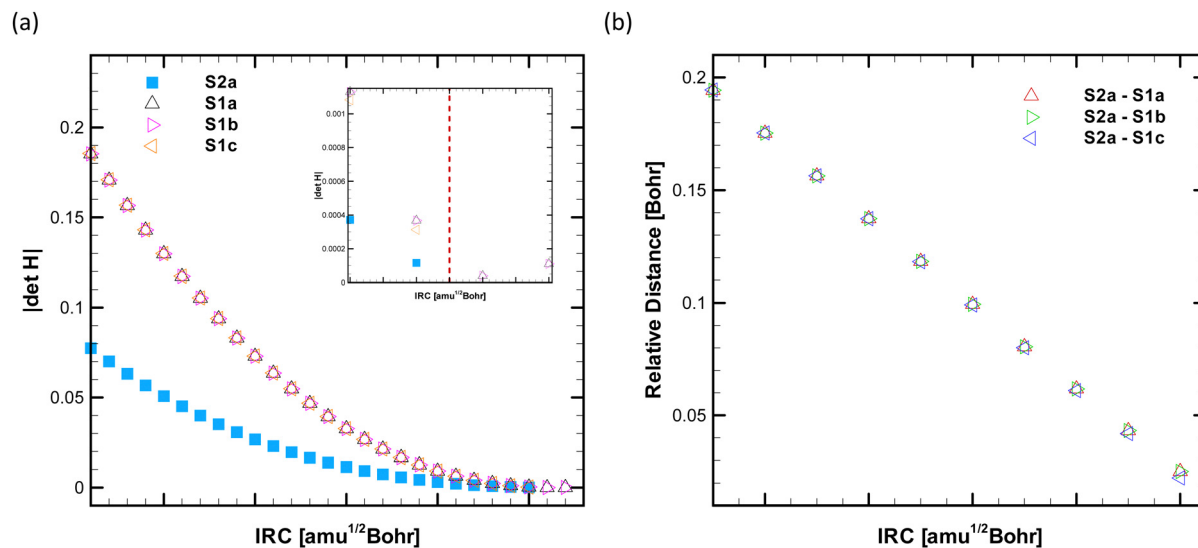 (a)
|det H|
0.2
0.15
0.1
0.05
0
S2a
S1a
S1b
S1c
|det H|
0.001
0.0008
0.0006
0.0004
0.0002
0
IRC [amu1/2Bohr]
IRC [amu1/2Bohr]
(b)
Relative Distance [Bohr]
0.2
0.15
0.1
0.05
S2a - S1a
S2a - S1b
S2a - S1c
IRC [amu1/2Bohr]